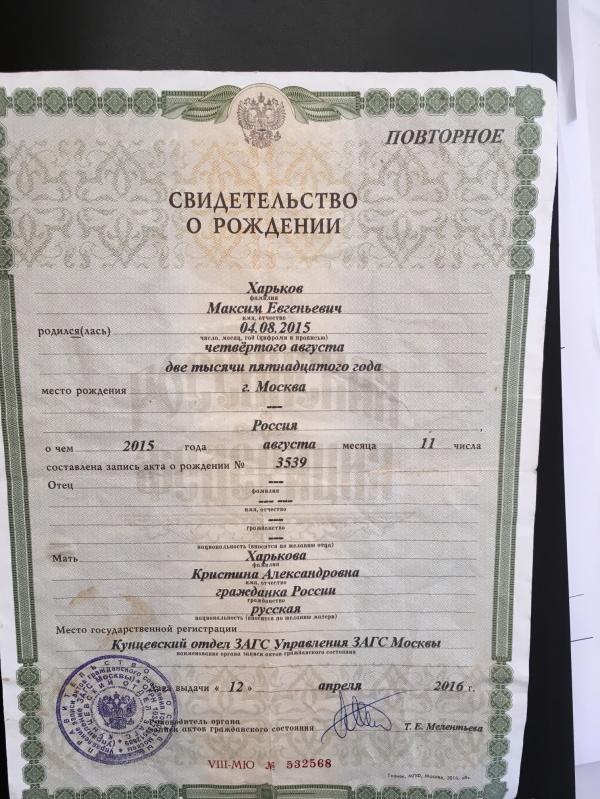 ПОВТОРНОЕ
СВИДЕТЕЛЬСТВО
О РОЖДЕНИИ
Харьков
фамилия
Максим Евгеньевич
имя, отчество
родился(лась) 04.08.2015
число, месяц, год (цифрами и прописью)
четвёртого августа
две тысячи пятнадцатого года
место рождения г. Москва
---
Россия
о чем 2015 года августа месяца 11 числа
составлена запись акта о рождении № 3539
Отец ---
фамилия
--- ---
имя, отчество
---
гражданство
---
национальность (вносится по желанию отца)
Мать Харькова
фамилия
Кристина Александровна
имя, отчество
гражданка России
гражданство
русская
национальность (вносится по желанию матери)
Место государственной регистрации
Кунцевский отдел ЗАГС Управления ЗАГС Москвы
наименование органа записи актов гражданского состояния
Дата выдачи « 12 » апреля 2016 г.
Руководитель органа
записи актов гражданского состояния Т. Е. Мелентьева
VIII-МЮ № 532568